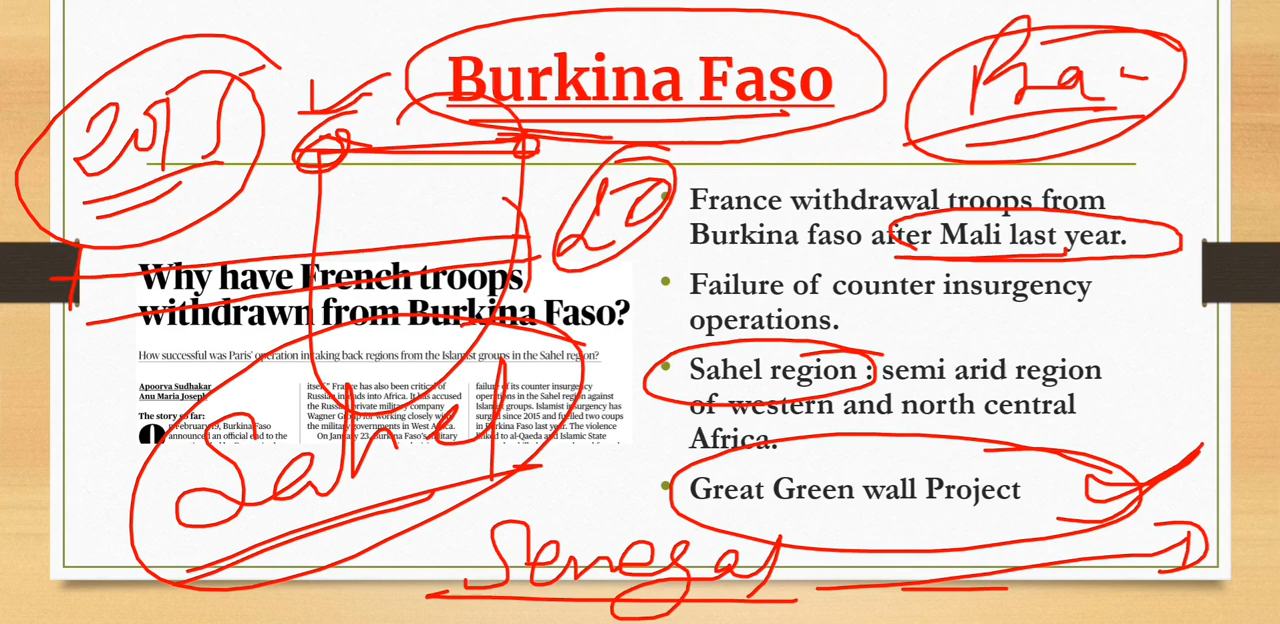 Burkina Faso
France withdrawal troops from
Burkina faso after Mali last year.
Failure of counter insurgency
operations.
Sahel region : semi arid region
of western and north central
Africa.
Great Green wall Project
Why have French troops
withdrawn from Burkina Faso?
How successful was Paris' operation in taking back regions from the Islamist groups in the Sahel region?
Apoorva Sudhakar
Anu Maria Joseph
The story so far:
February 19, Burkina Faso
announced an official end to the
itself." France has also been critical of
Russian inroads into Africa. It has accused
the Russian private military company
Wagner Group for working closely with
the military governments in West Africa.
On January 23, Burkina Faso's military
failure of its counter insurgency
operations in the Sahel region against
Islamist groups. Islamist insurgency has
surged since 2015 and fuelled two coups
in Burkina Faso last year. The violence
linked to al-Qaeda and Islamic State
2015
Sahel
Senegal